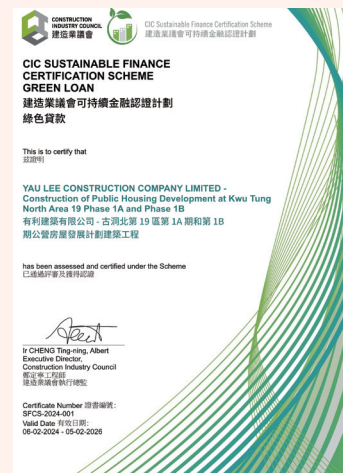 CONSTRUCTION
INDUSTRY COUNCIL
建造業議會
CIC Sustainable Finance Certification Scheme
建造業議會可持續金融認證計劃
CIC SUSTAINABLE FINANCE
CERTIFICATION SCHEME
GREEN LOAN
建造業議會可持續金融認證計劃
綠色貸款
This is to certify that
茲證明
YAU LEE CONSTRUCTION COMPANY LIMITED -
Construction of Public Housing Development at Kwu Tung
North Area 19 Phase 1A and Phase 1B
有利建築有限公司 - 古洞北第 19 區第 1A 期和第 1B
期公營房屋發展計劃建築工程
has been assessed and certified under the Scheme
已通過評審及獲得認證
Ir CHENG Ting-ning, Albert
Executive Director,
Construction Industry Council
鄭定寕工程師
建造業議會執行總監
Certificate Number 證書編號:
SFCS-2024-001
Valid Date 有效日期:
06-02-2024 - 05-02-2026